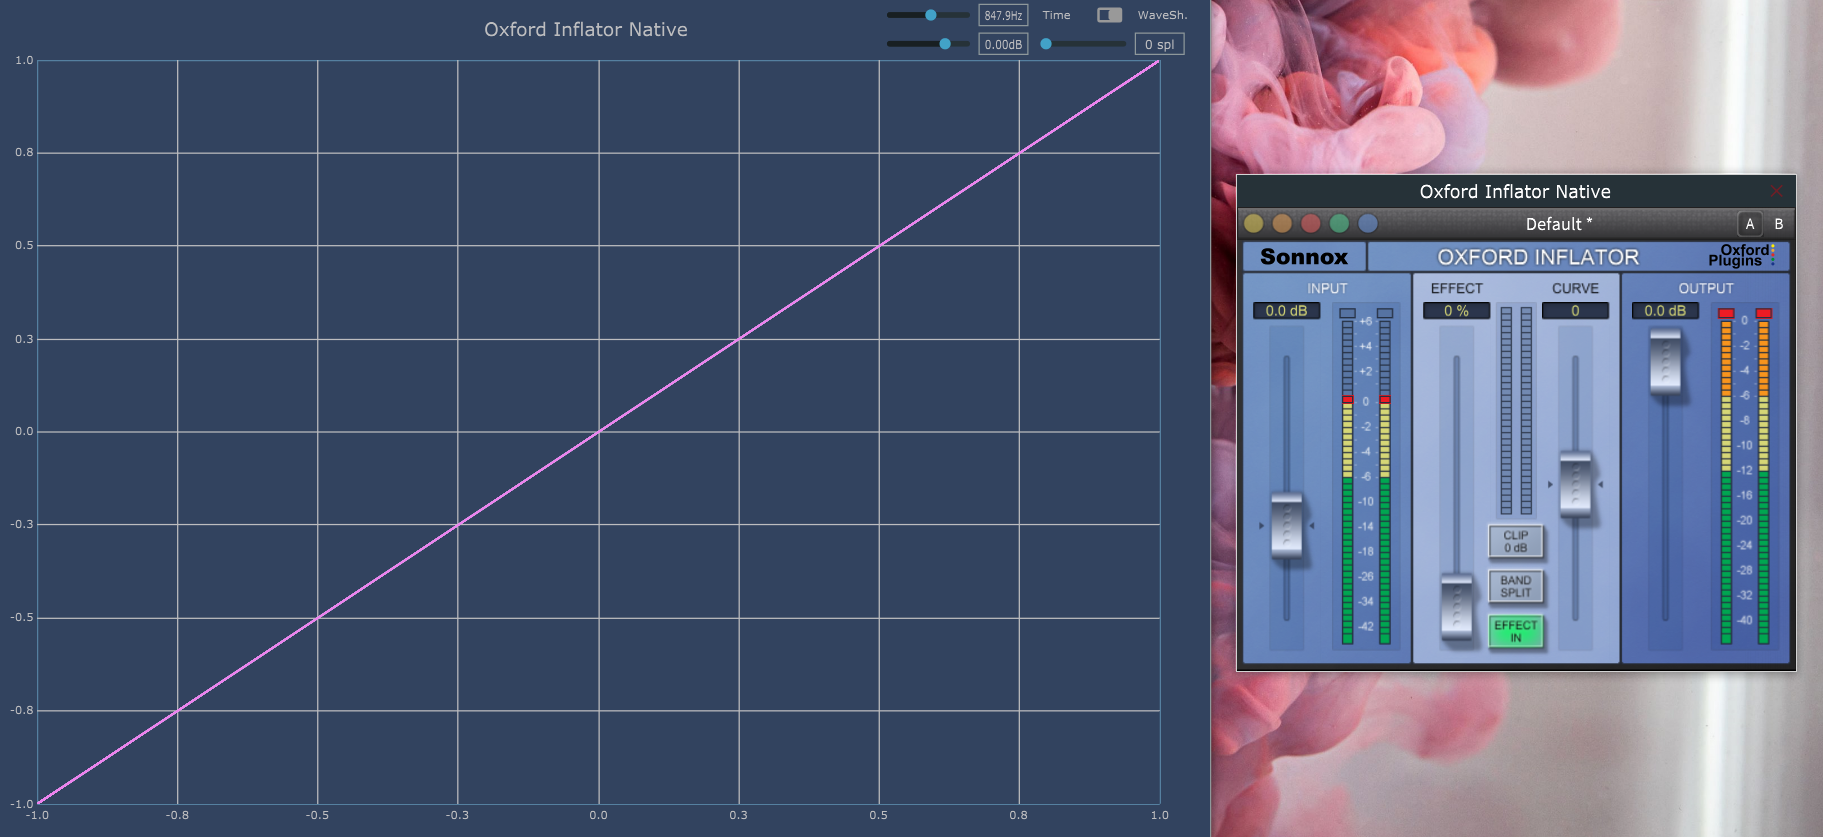 Oxford Inflator Native
847.9Hz Time WaveSh.
0.00dB 0 spl
1.0
0.8
0.5
0.3
0.0
-0.3
-0.5
-0.8
-1.0
-1.0 -0.8 -0.5 -0.3 0.0 0.3 0.5 0.8 1.0
Oxford Inflator Native
Default * A B
Sonnox OXFORD INFLATOR Oxford
Plugins
INPUT EFFECT CURVE OUTPUT
0.0 dB 0 % 0 0.0 dB
+6
+4
+2
0
-2
-4
-6
-10
-14
-18
-26
-34
-42
CLIP
0 dB
BAND
SPLIT
EFFECT
IN
0
-2
-4
-6
-8
-10
-12
-16
-20
-24
-28
-32
-40